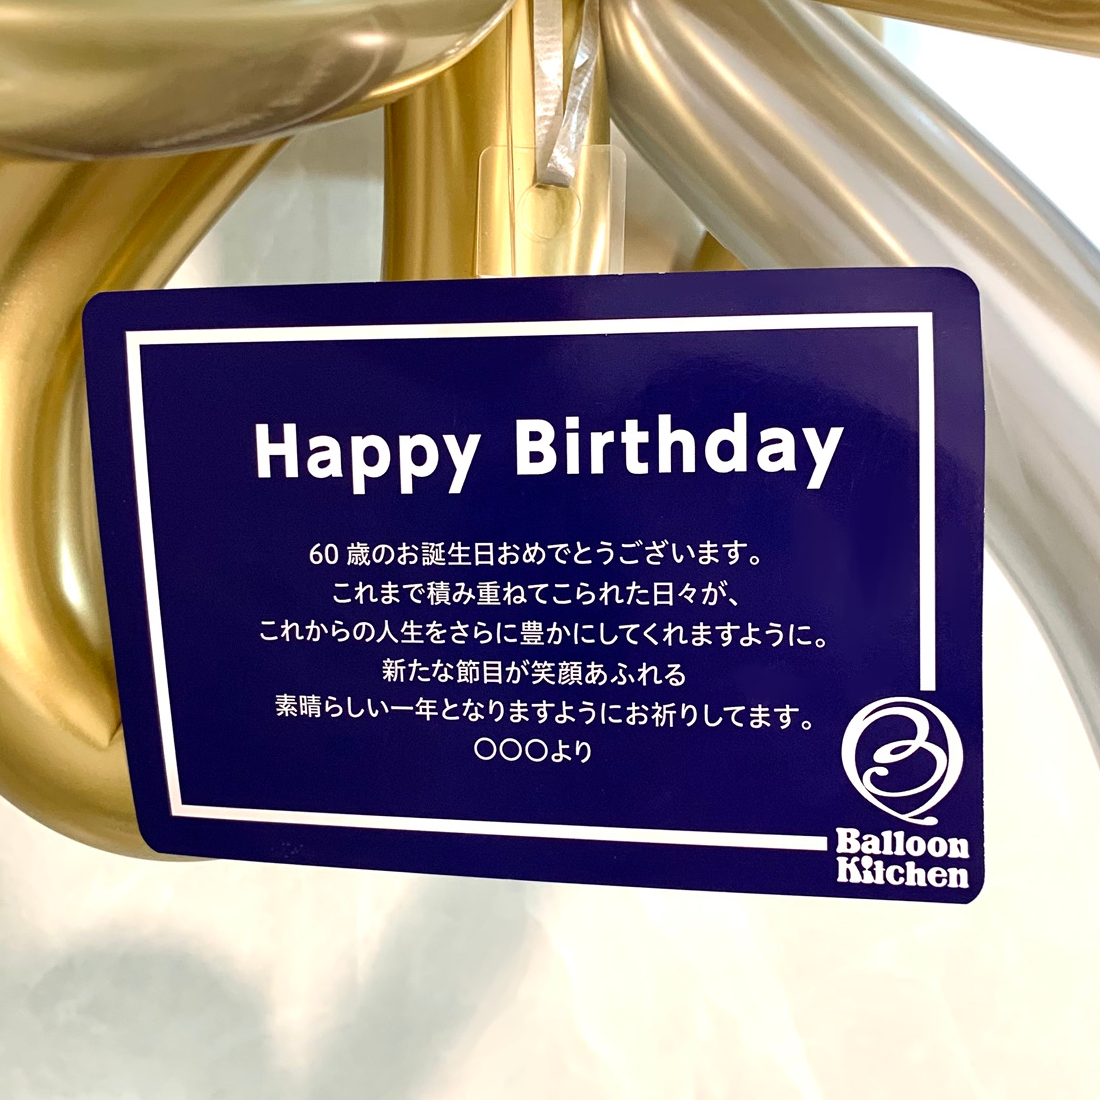 Happy Birthday
60 歳のお誕生日おめでとうございます。
これまで積み重ねてこられた日々が、
これからの人生をさらに豊かにしてくれますように。
新たな節目が笑顔あふれる
素晴らしい一年となりますようにお祈りしてます。
〇〇〇より
Balloon
Kitchen